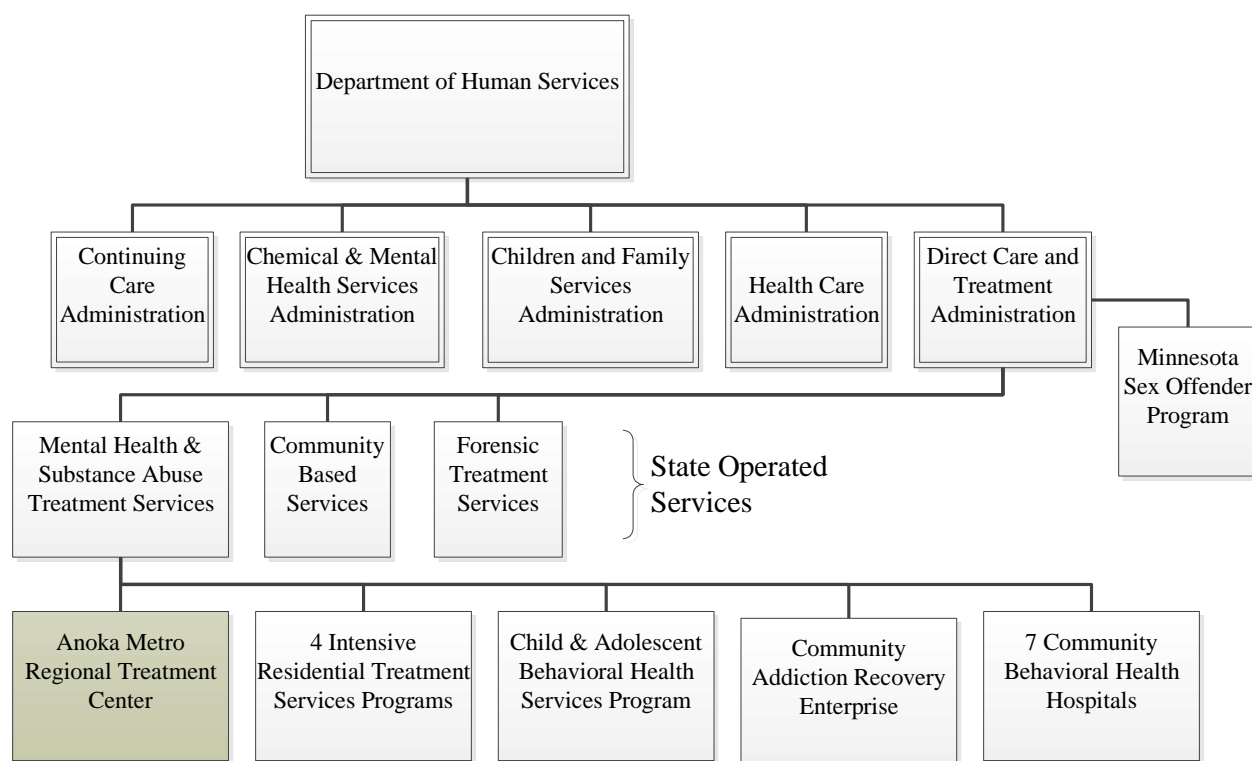 Department of Human Services
Continuing
Care
Administration
Chemical & Mental
Health Services
Administration
Children and Family
Services
Administration
Health Care
Administration
Direct Care and
Treatment
Administration
Minnesota
Sex Offender
Program
Mental Health &
Substance Abuse
Treatment Services
Community
Based
Services
Forensic
Treatment
Services
State Operated
Services
Anoka Metro
Regional Treatment
Center
4 Intensive
Residential Treatment
Services Programs
Child & Adolescent
Behavioral Health
Services Program
Community
Addiction Recovery
Enterprise
7 Community
Behavioral Health
Hospitals